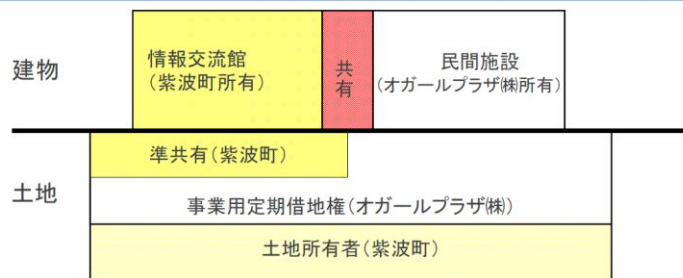 建物
情報交流館
(紫波町所有)
共有
民間施設
(オガールプラザ㈱所有)
土地
準共有(紫波町)
事業用定期借地権(オガールプラザ㈱)
土地所有者(紫波町)